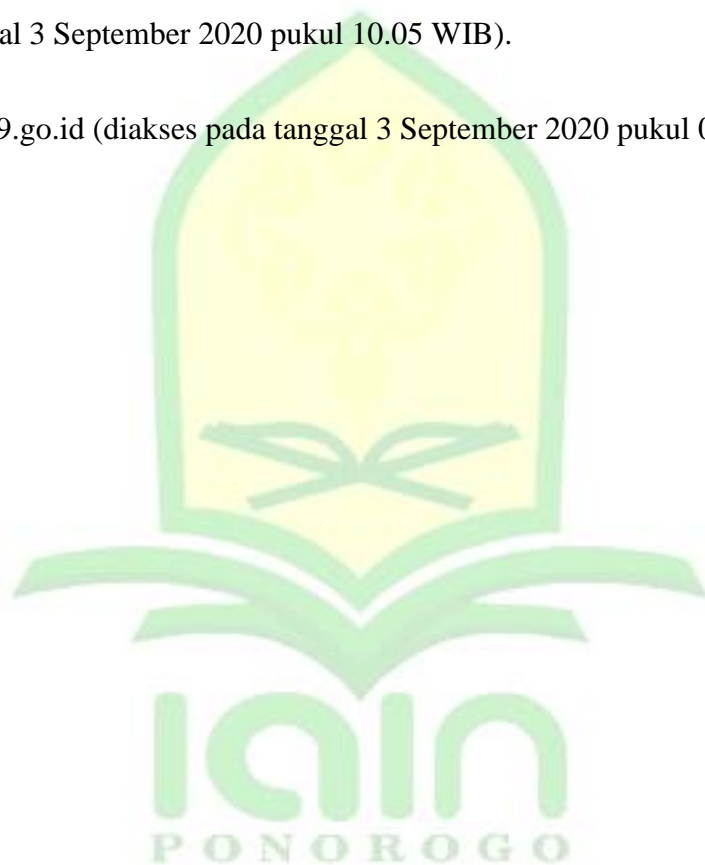 al 3 September 2020 pukul 10.05 WIB).
9.go.id (diakses pada tanggal 3 September 2020 pukul 0
iain
PONOROGO